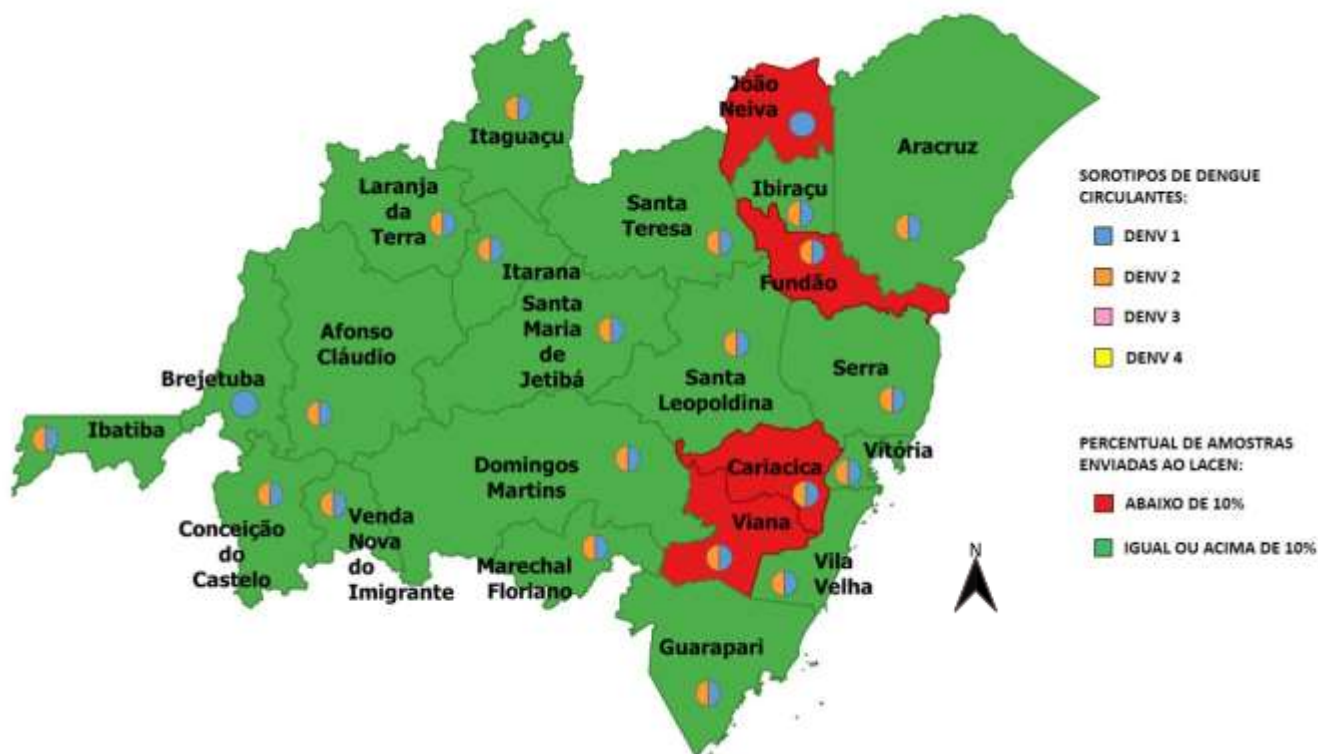 João
Neiva
Itaguaçu
Aracruz
Laranja
da
Terra
Santa
Teresa
Ibiraçu
Itarana
Fundão
Santa
Maria
de
Jetibá
Afonso
Cláudio
Brejetuba
Santa
Leopoldina
Serra
Ibatiba
Domingos
Martins
Cariacica
Vitória
Conceição
do
Castelo
Venda
Nova
do
Imigrante
Viana
Marechal
Floriano
Vila
Velha
Guarapari
N
SOROTIPOS DE DENGUE
CIRCULANTES:
DENV 1
DENV 2
DENV 3
DENV 4
PERCENTUAL DE AMOSTRAS
ENVIADAS AO LACEN:
ABAIXO DE 10%
IGUAL OU ACIMA DE 10%